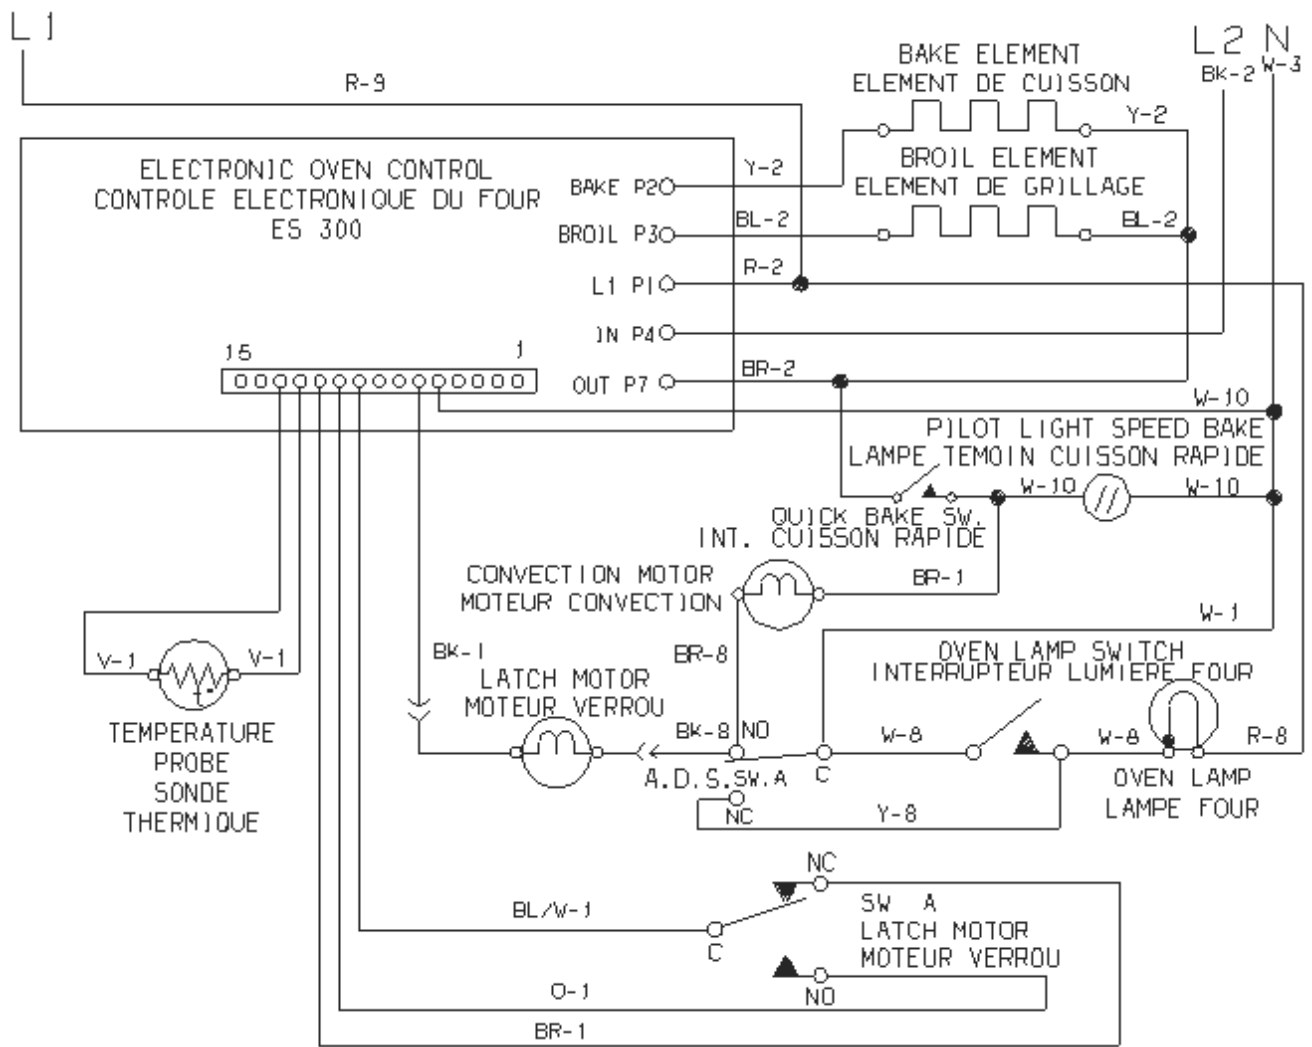 L1
L2 N
R-9
BK-2
W-3
BAKE ELEMENT
ELEMENT DE CUISSON
Y-2
BROIL ELEMENT
ELEMENT DE GRILLAGE
BL-2
ELECTRONIC OVEN CONTROL
CONTROLE ELECTRONIQUE DU FOUR
ES 300
BAKE P2
Y-2
BROIL P3
BL-2
L1 P1
R-2
IN P4
OUT P7
BR-2
15
1
W-10
PILOT LIGHT SPEED BAKE
LAMPE TEMOIN CUISSON RAPIDE
W-10
W-10
QUICK BAKE SW.
INT. CUISSON RAPIDE
CONVECTION MOTOR
MOTEUR CONVECTION
BR-1
W-1
BR-8
V-1
V-1
t°
TEMPERATURE
PROBE
SONDE
THERMIQUE
BK-1
LATCH MOTOR
MOTEUR VERROU
OVEN LAMP SWITCH
INTERRUPTEUR LUMIERE FOUR
BK-8
NO
W-8
W-8
R-8
A.D.S.SW.A
C
NC
Y-8
OVEN LAMP
LAMPE FOUR
NC
BL/W-1
C
SW A
LATCH MOTOR
MOTEUR VERROU
NO
O-1
BR-1